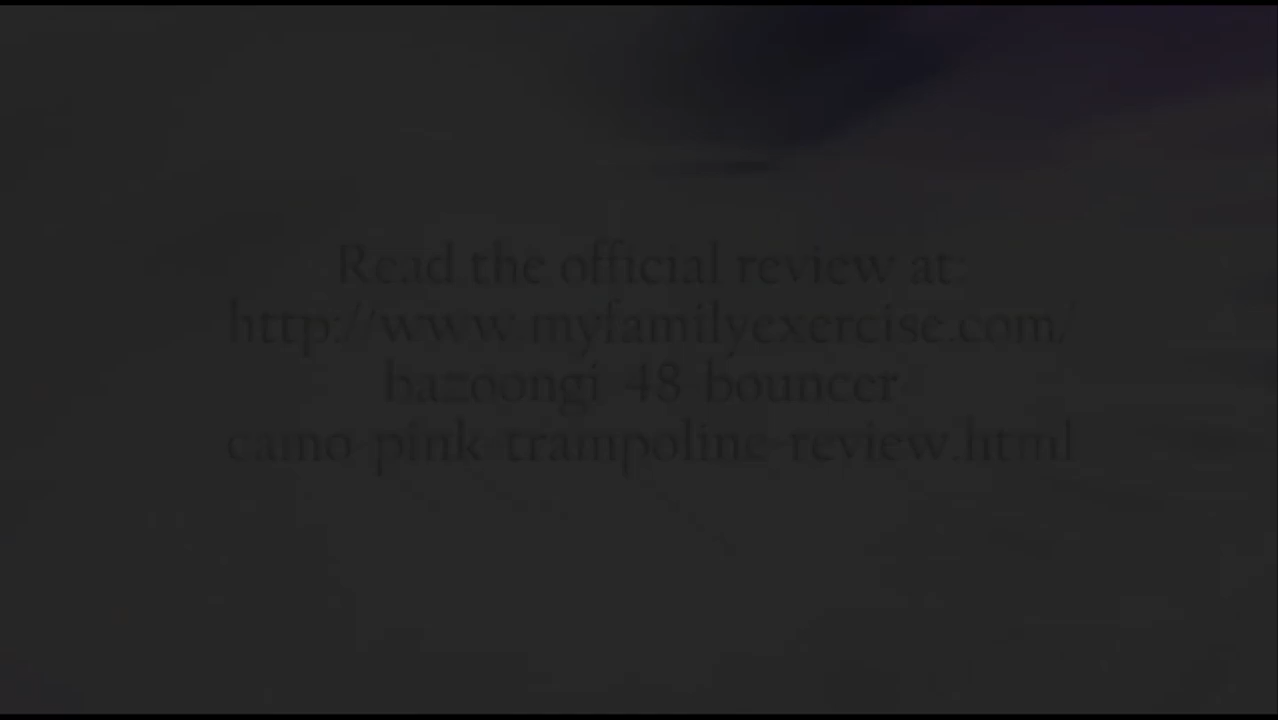 Read the official review at:
http://www.myfamilyexercise.com/
bazoongi-48-bouncer-
camo-pink-trampoline-review.html